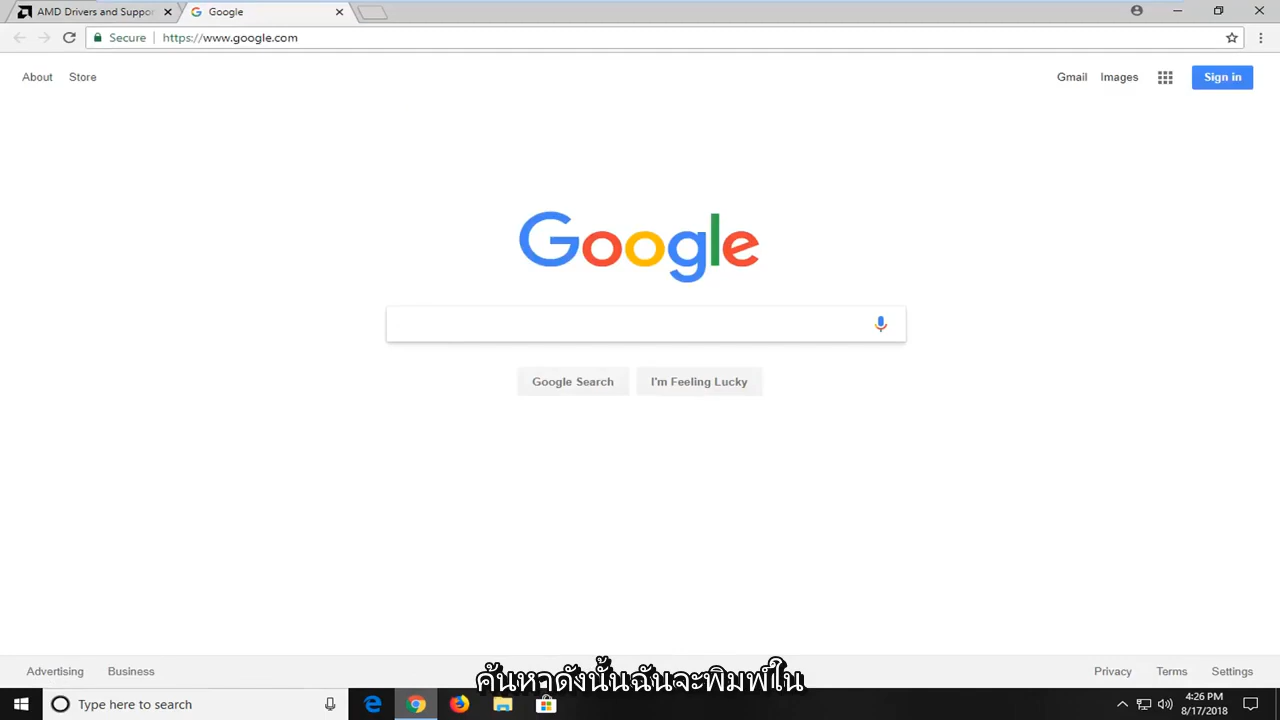 AMD Drivers and Suppor
Google
Secure
https://www.google.com
About
Store
Gmail
Images
Sign in
Google
Google Search
I'm Feeling Lucky
Advertising
Business
Privacy
Terms
Settings
ค้นหาดังนั้นฉันจะพิมพ์ใน
Type here to search
4:26 PM
8/17/2018